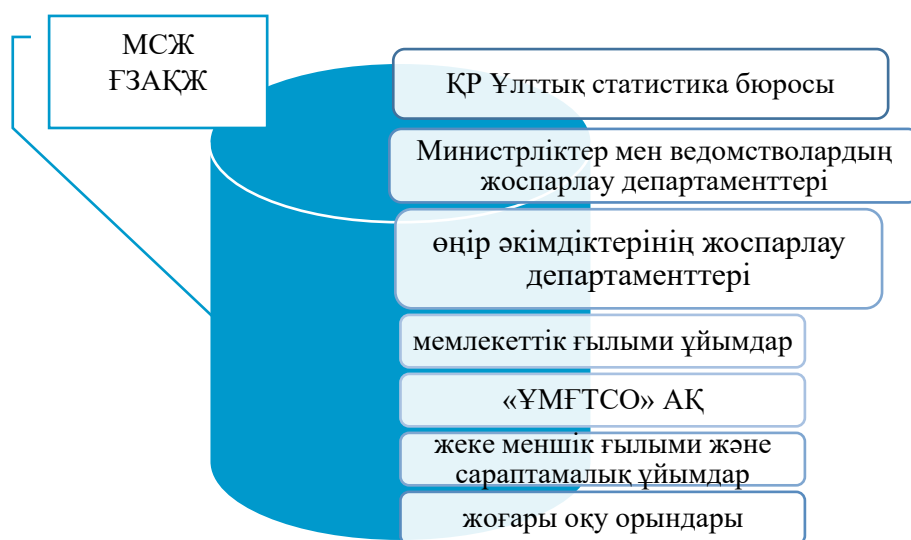 МСЖ
ҒЗАҚЖ
ҚР Ұлттық статистика бюросы
Министрліктер мен ведомстволардың
жоспарлау департаменттері
өңір әкімдіктерінің жоспарлау
департаменттері
мемлекеттік ғылыми ұйымдар
«ҰМҒТСО» АҚ
жеке меншік ғылыми және
сараптамалық ұйымдар
жоғары оқу орындары